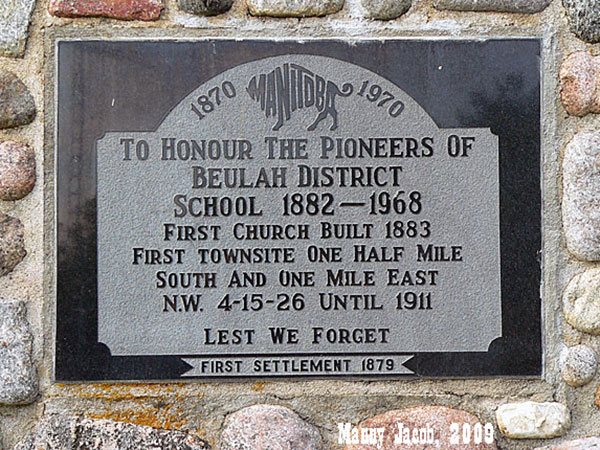 1870 MANITOBA 1970
TO HONOUR THE PIONEERS OF
BEULAH DISTRICT
SCHOOL 1882—1968
FIRST CHURCH BUILT 1883
FIRST TOWNSITE ONE HALF MILE
SOUTH AND ONE MILE EAST
N.W. 4-15-26 UNTIL 1911
LEST WE FORGET
FIRST SETTLEMENT 1879
Manny Jacob, 2009